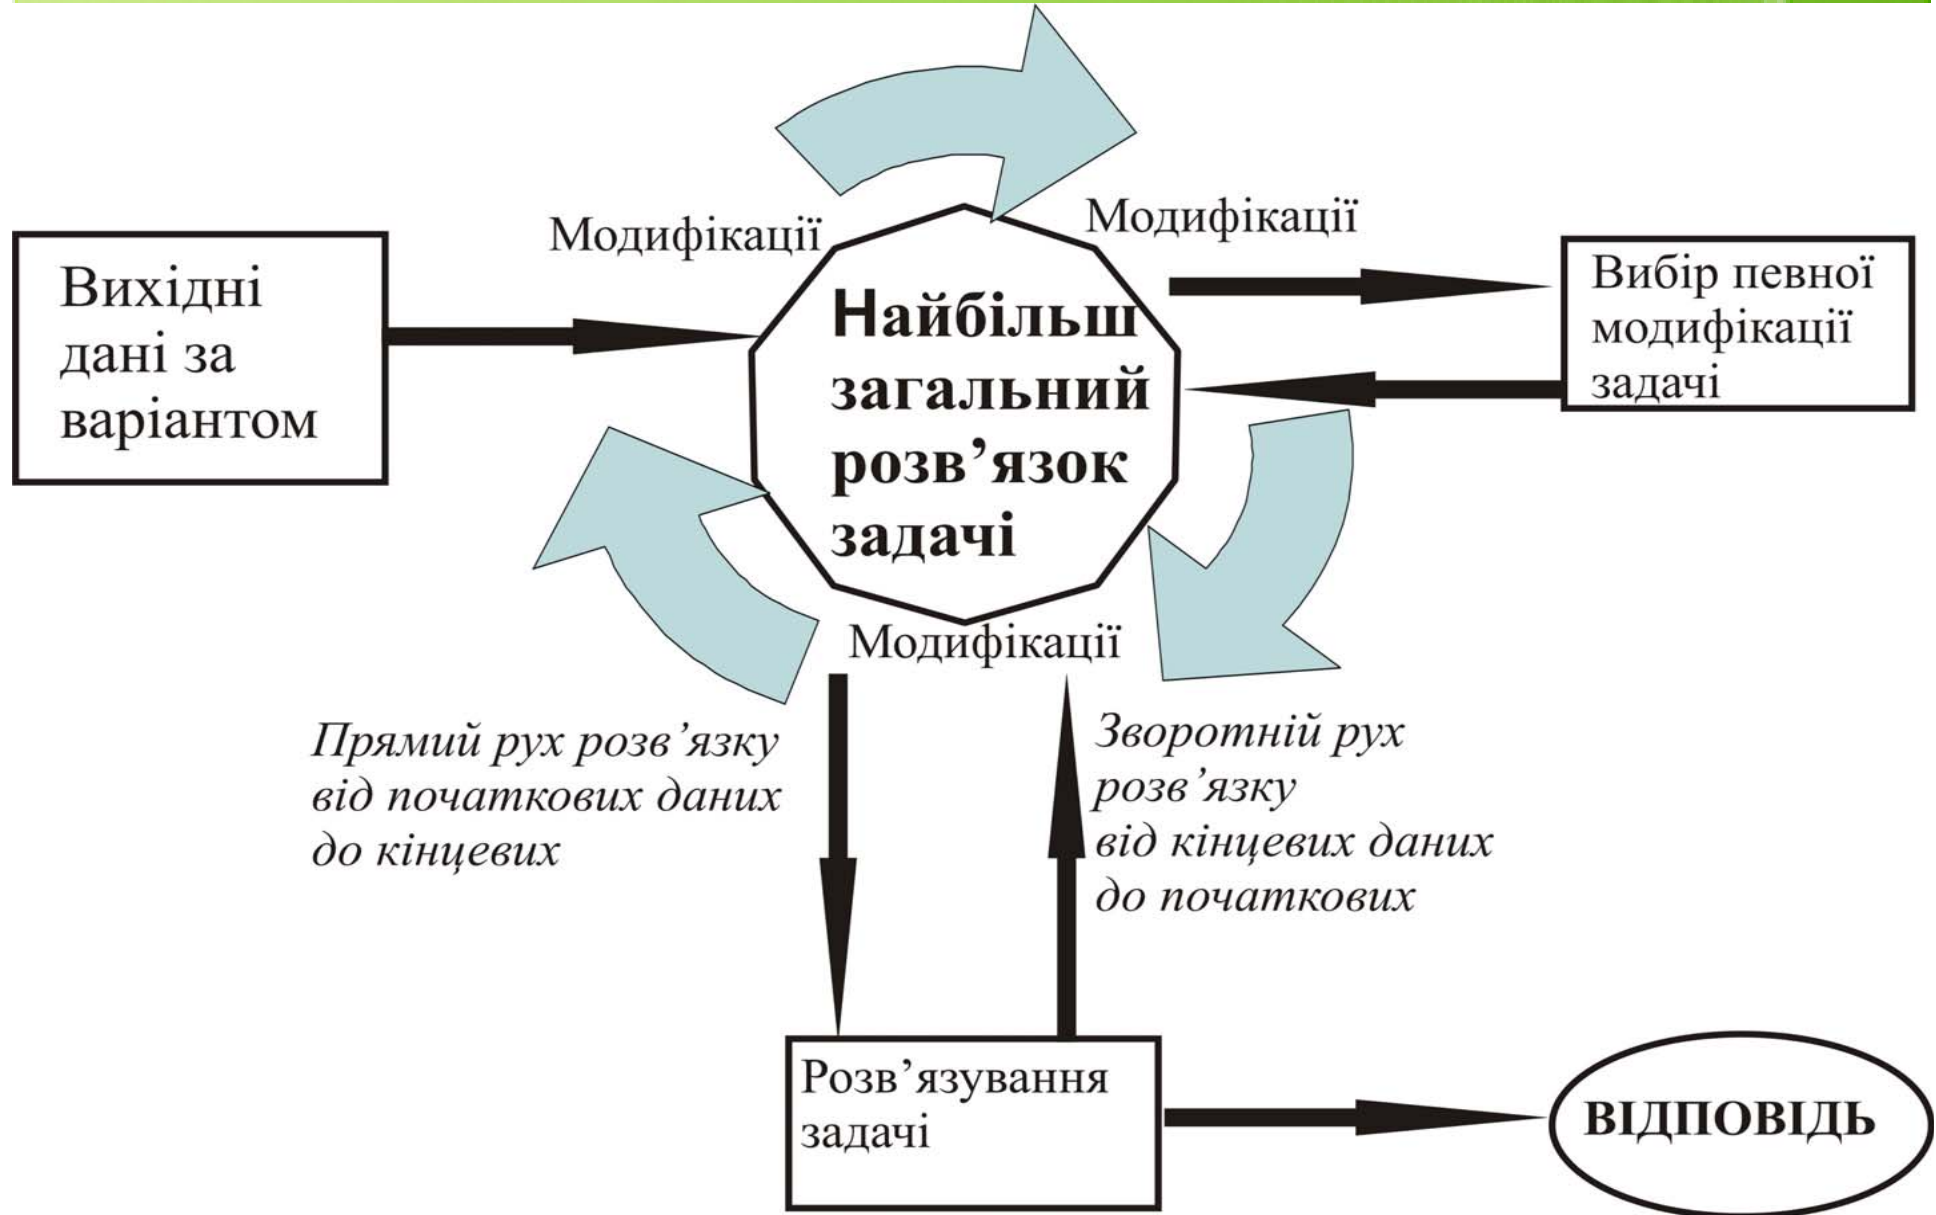 Модифікації
Модифікації
Вихідні
дані за
варіантом
Найбільш
загальний
розв’язок
задачі
Вибір певної
модифікації
задачі
Модифікації
Прямий рух розв’язку
від початкових даних
до кінцевих
Зворотній рух
розв’язку
від кінцевих даних
до початкових
Розв’язування
задачі
ВІДПОВІДЬ